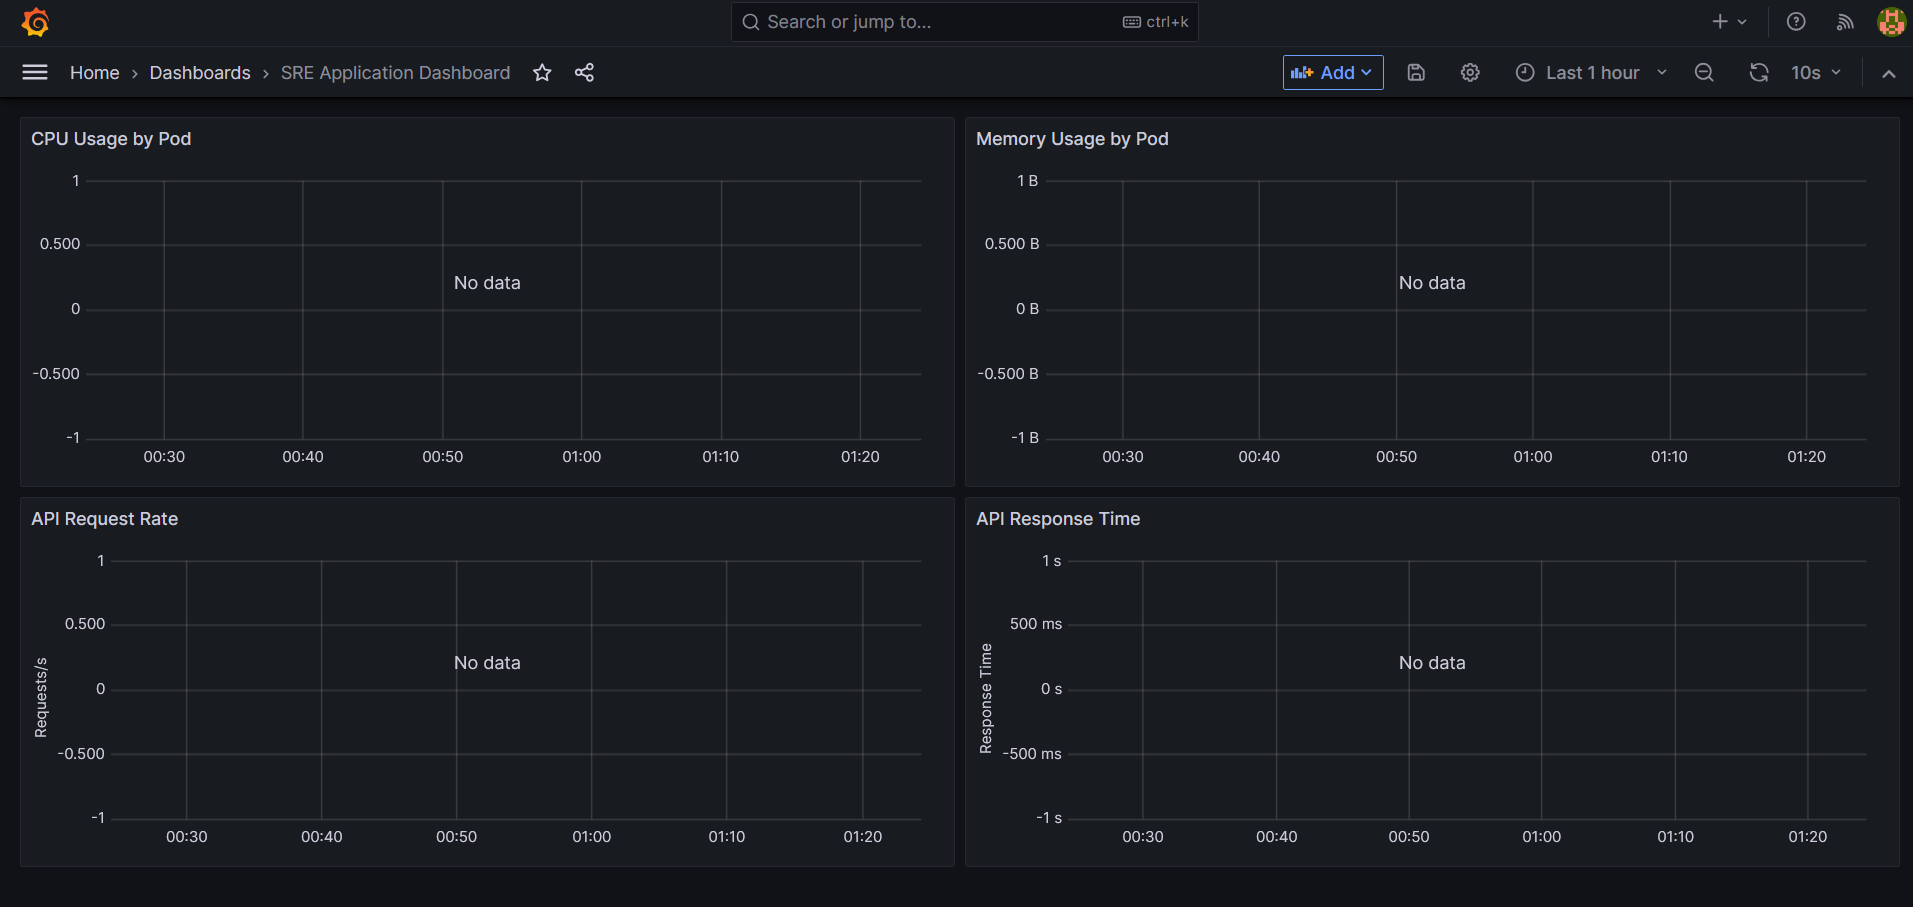 Search or jump to...
ctrl+k
Home › Dashboards › SRE Application Dashboard
Add
Last 1 hour
10s
CPU Usage by Pod
1
0.500
0
-0.500
-1
No data
00:30 00:40 00:50 01:00 01:10 01:20
Memory Usage by Pod
1 B
0.500 B
0 B
-0.500 B
-1 B
No data
00:30 00:40 00:50 01:00 01:10 01:20
API Request Rate
Requests/s
1
0.500
0
-0.500
-1
No data
00:30 00:40 00:50 01:00 01:10 01:20
API Response Time
Response Time
1 s
500 ms
0 s
-500 ms
-1 s
No data
00:30 00:40 00:50 01:00 01:10 01:20